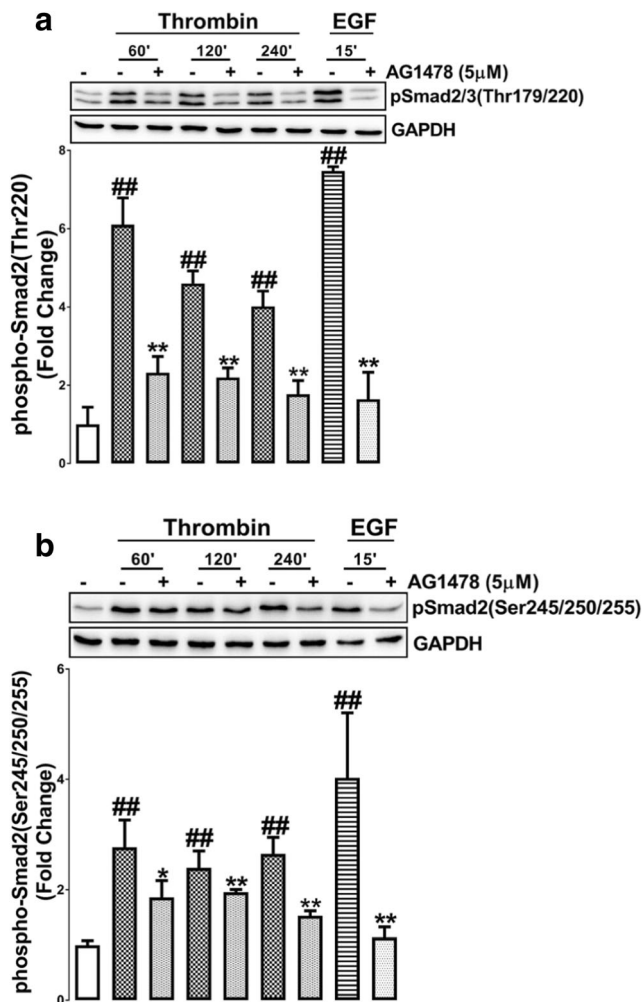 a
Thrombin EGF
60' 120' 240' 15'
- - + - + - + - + AG1478 (5μM)
pSmad2/3(Thr179/220)
GAPDH
phospho-Smad2(Thr220)
(Fold Change)
8
6
4
2
0
## ** ## ** ## ** ## **
b
Thrombin EGF
60' 120' 240' 15'
- - + - + - + - + AG1478 (5μM)
pSmad2(Ser245/250/255)
GAPDH
phospho-Smad2(Ser245/250/255)
(Fold Change)
6
4
2
0
## * ## ** ## ** ## **